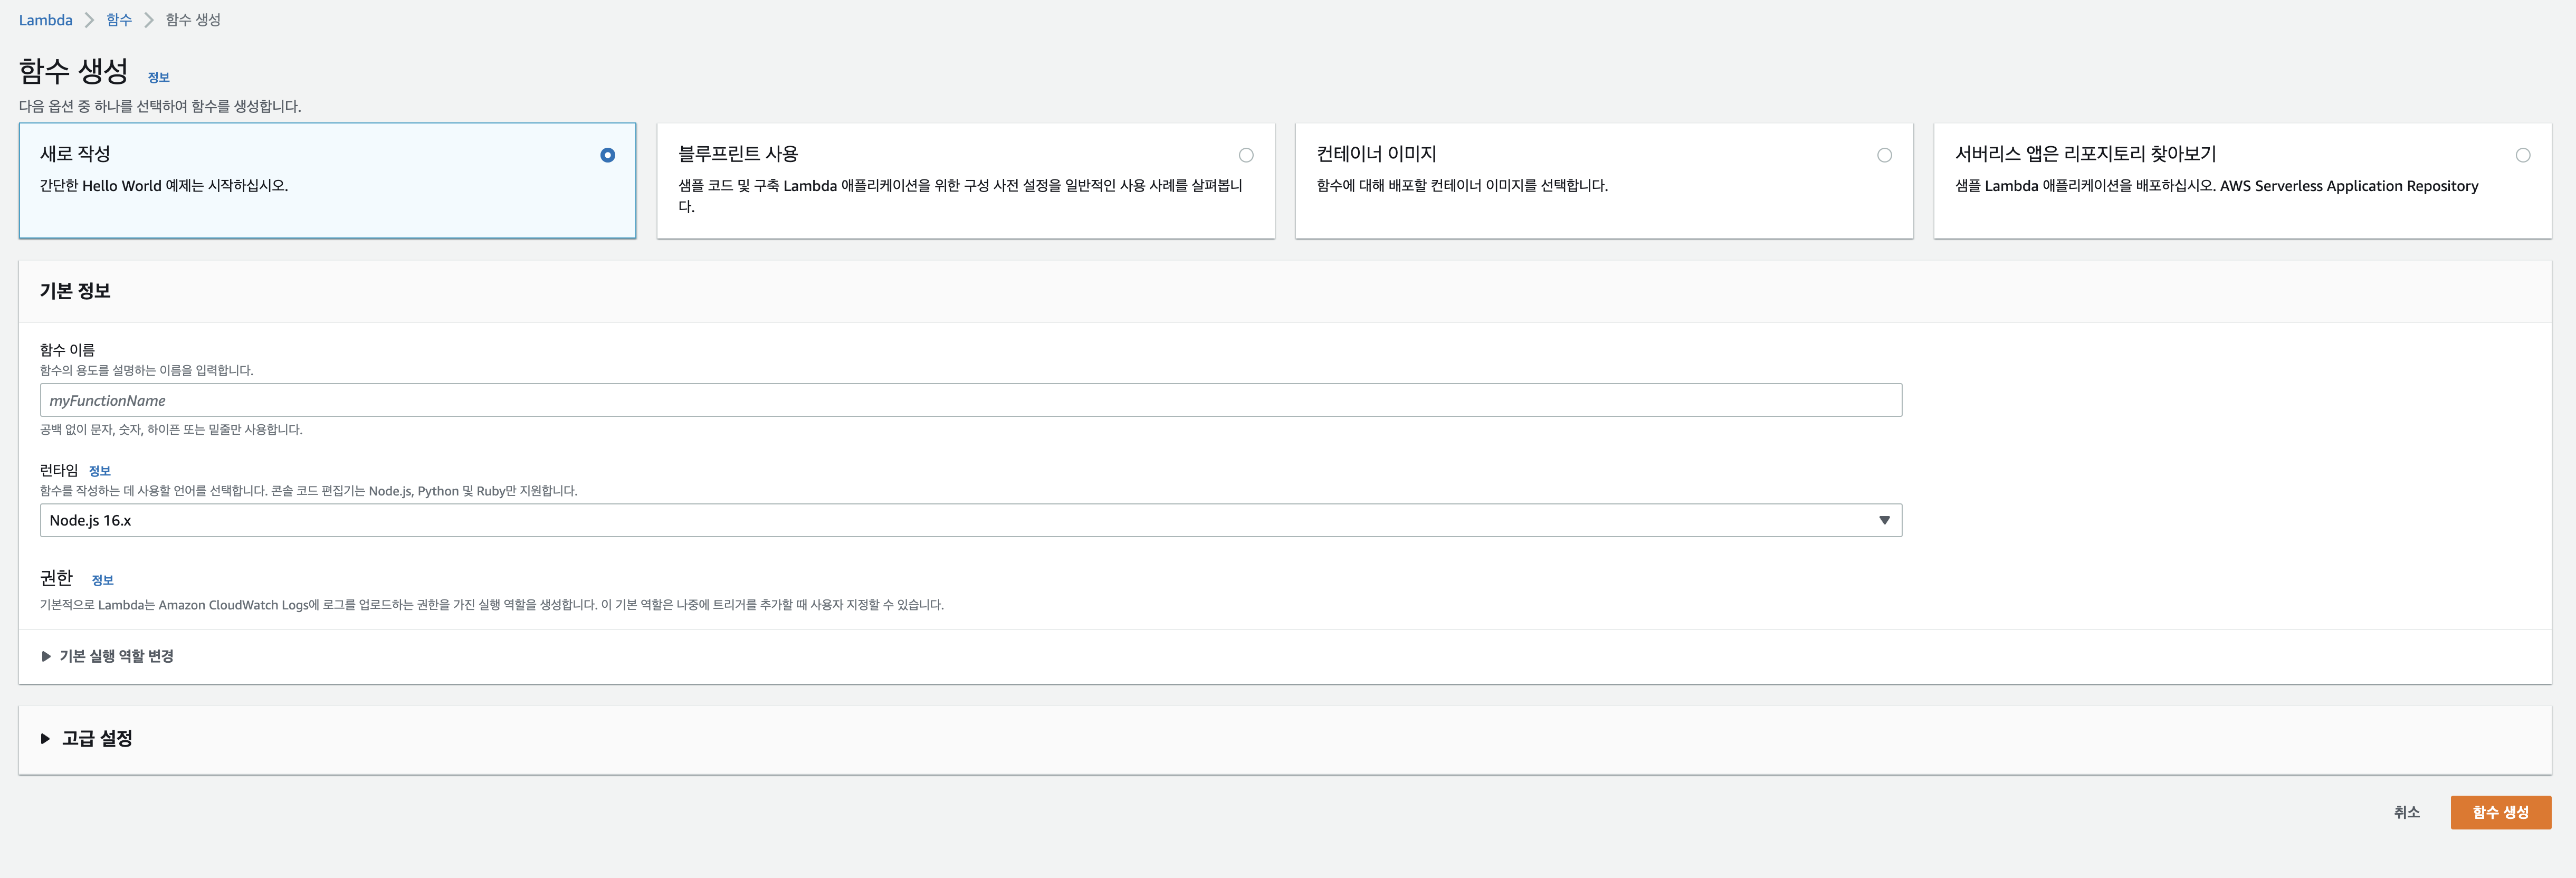 Lambda > 함수 > 함수 생성
함수 생성 정보
다음 옵션 중 하나를 선택하여 함수를 생성합니다.
새로 작성
간단한 Hello World 예제는 시작하십시오.
블루프린트 사용
샘플 코드 및 구축 Lambda 애플리케이션을 위한 구성 사전 설정을 일반적인 사용 사례를 살펴봅니
다.
컨테이너 이미지
함수에 대해 배포할 컨테이너 이미지를 선택합니다.
서버리스 앱은 리포지토리 찾아보기
샘플 Lambda 애플리케이션을 배포하십시오. AWS Serverless Application Repository
기본 정보
함수 이름
함수의 용도를 설명하는 이름을 입력합니다.
myFunctionName
공백 없이 문자, 숫자, 하이픈 또는 밑줄만 사용합니다.
런타임 정보
함수를 작성하는 데 사용할 언어를 선택합니다. 콘솔 코드 편집기는 Node.js, Python 및 Ruby만 지원합니다.
Node.js 16.x
권한 정보
기본적으로 Lambda는 Amazon CloudWatch Logs에 로그를 업로드하는 권한을 가진 실행 역할을 생성합니다. 이 기본 역할은 나중에 트리거를 추가할 때 사용자 지정할 수 있습니다.
기본 실행 역할 변경
고급 설정
취소 함수 생성